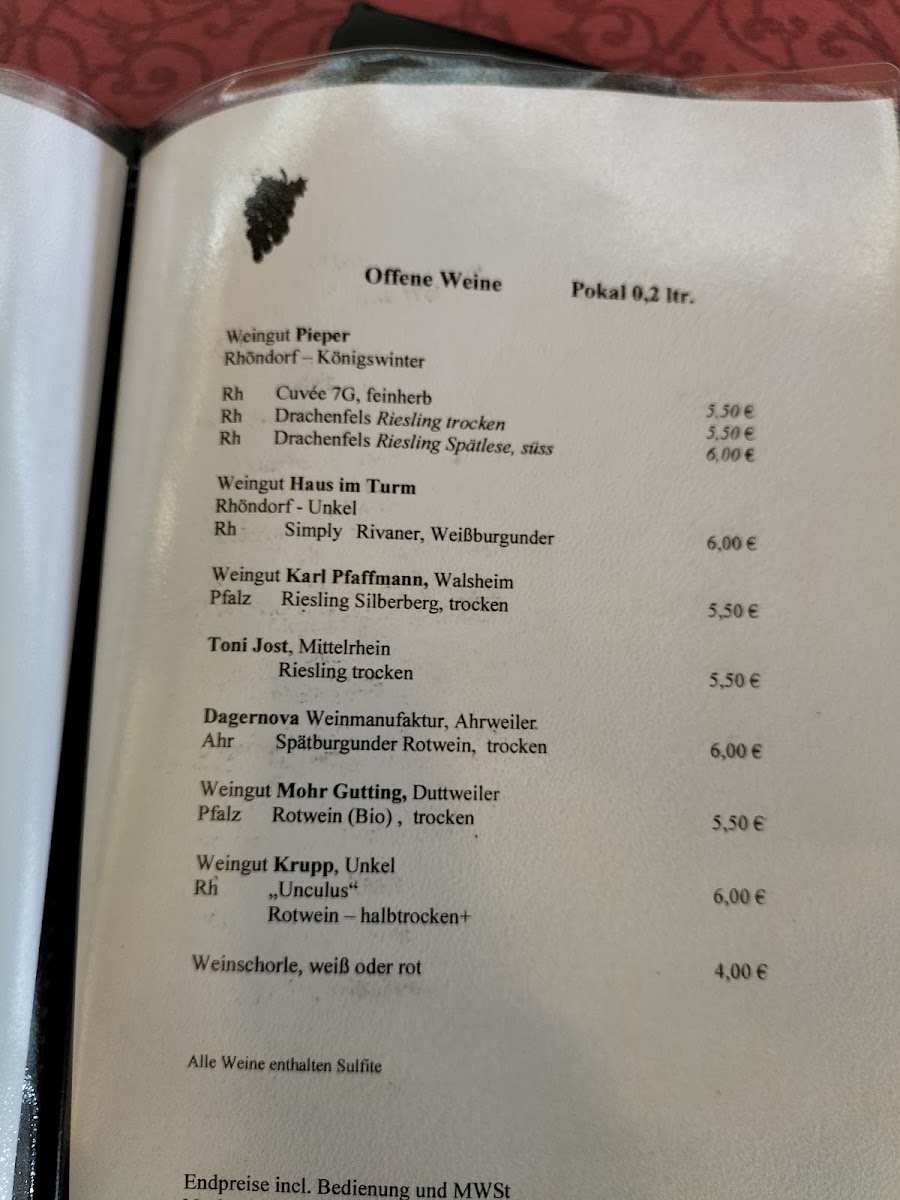 Offene Weine Pokal 0,2 ltr.
Weingut Pieper
Rhöndorf – Königswinter
Rh Cuvée 7G, feinherb 5,50 €
Rh Drachenfels Riesling trocken 5,50 €
Rh Drachenfels Riesling Spätlese, süss 6,00 €
Weingut Haus im Turm
Rhöndorf - Unkel
Rh Simply Rivaner, Weißburgunder 6,00 €
Weingut Karl Pfaffmann, Walsheim
Pfalz Riesling Silberberg, trocken 5,50 €
Toni Jost, Mittelrhein
Riesling trocken 5,50 €
Dagernova Weinmanufaktur, Ahrweiler
Ahr Spätburgunder Rotwein, trocken 6,00 €
Weingut Mohr Gutting, Duttweiler
Pfalz Rotwein (Bio) , trocken 5,50 €
Weingut Krupp, Unkel
Rh „Unculus“ 6,00 €
Rotwein – halbtrocken+
Weinschorle, weiß oder rot 4,00 €
Alle Weine enthalten Sulfite
Endpreise incl. Bedienung und MWSt